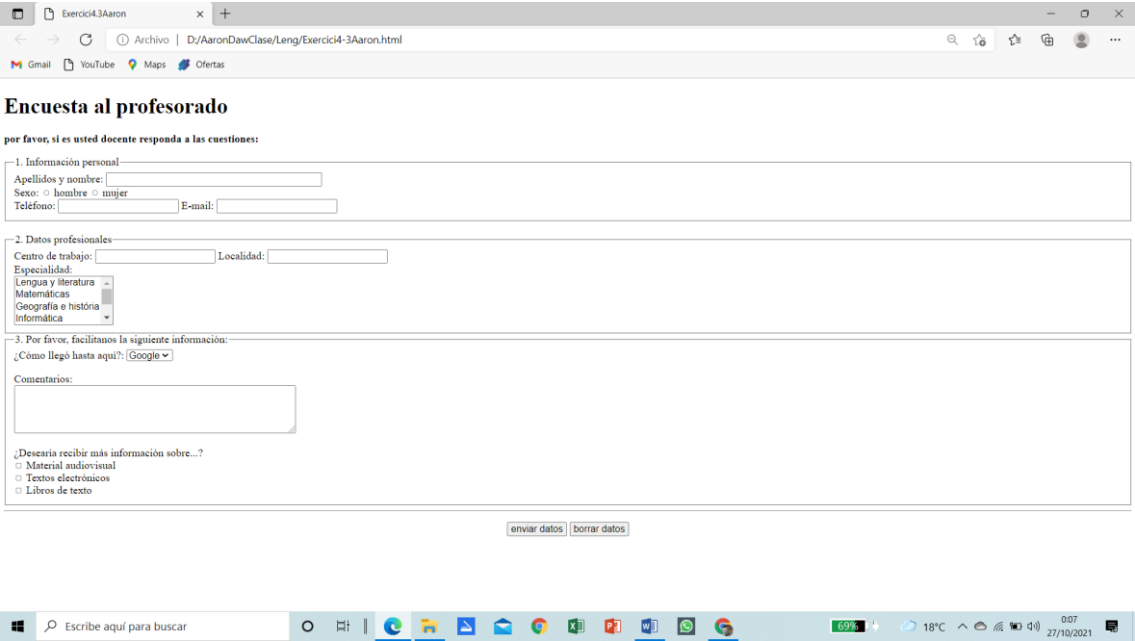 Exercici4.3Aaron
Archivo | D:/AaronDawClase/Leng/Exercici4-3Aaron.html
Gmail YouTube Maps Ofertas
Encuesta al profesorado
por favor, si es usted docente responda a las cuestiones:
1. Información personal
Apellidos y nombre:
Sexo: hombre mujer
Teléfono: E-mail:
2. Datos profesionales
Centro de trabajo: Localidad:
Especialidad:
Lengua y literatura
Matemáticas
Geografía e história
Informática
3. Por favor, facilítanos la siguiente información:
¿Cómo llegó hasta aquí?: Google
Comentarios:
¿Desearía recibir más información sobre...?
Material audiovisual
Textos electrónicos
Libros de texto
enviar datos borrar datos
Escribe aquí para buscar
69%
18°C
0:07
27/10/2021